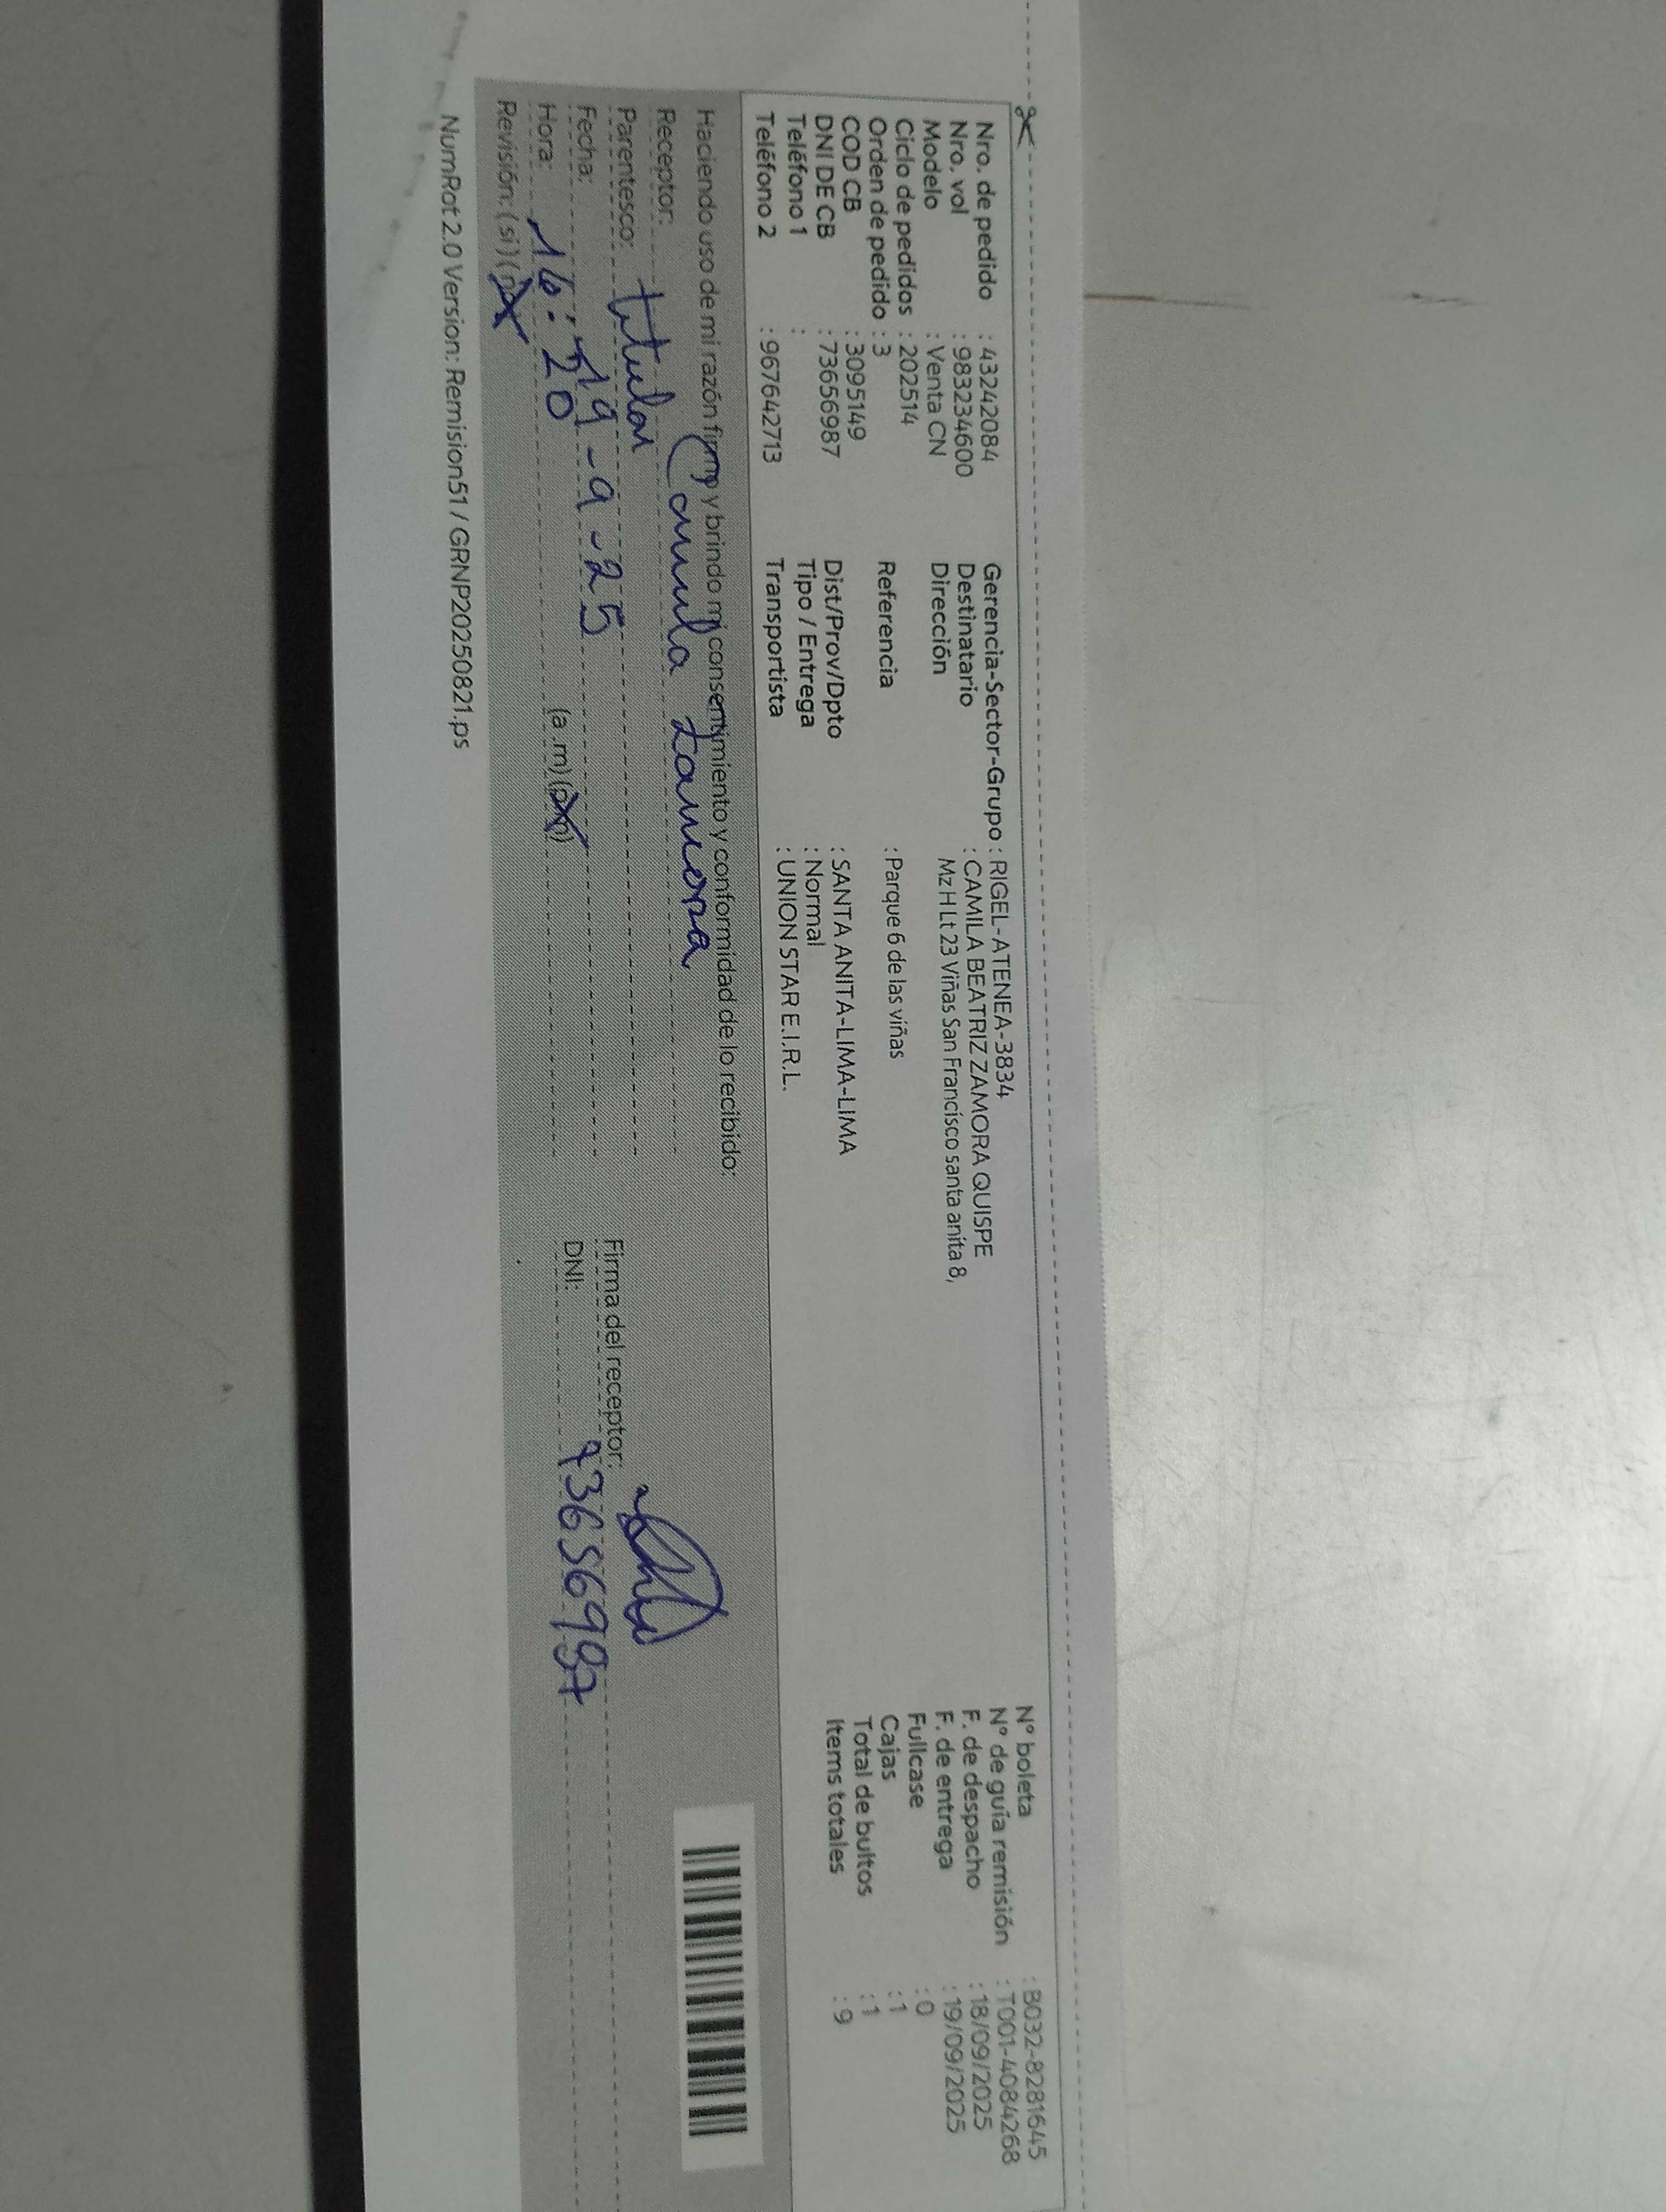 Nro. de pedido : 43242084
Nro. vol : 983234600
Modelo : Venta CN
Ciclo de pedidos : 202514
Orden de pedido : 3
COD CB : 3095149
DNI DE CB : 73656987
Teléfono 1 :
Teléfono 2 : 967642713
Gerencia-Sector-Grupo : RIGEL-ATENEA-3834
Destinatario : CAMILA BEATRIZ ZAMORA QUISPE
Dirección Mz H Lt 23 Viñas San Francisco santa anita 8,
Referencia : Parque 6 de las viñas
Dist/Prov/Dpto : SANTA ANITA-LIMA-LIMA
Tipo / Entrega : Normal
Transportista : UNION STAR E.I.R.L.
N° boleta : B032-8281645
N° de guía remisión : T001-4084268
F. de despacho : 18/09/2025
F. de entrega : 19/09/2025
Fullcase : 0
Cajas : 1
Total de bultos : 1
Items totales : 9
Haciendo uso de mi razón firmo y brindo mi consentimiento y conformidad de lo recibido:
Receptor: Camila Zamora
Parentesco: titular
Fecha: 19-9-25
Hora: 16:20 (a.m) (p.m)
Revisión: (si) (no)
Firma del receptor:
DNI: 73656987
NumRot 2.0 Version: Remision51 / GRNP20250821.ps